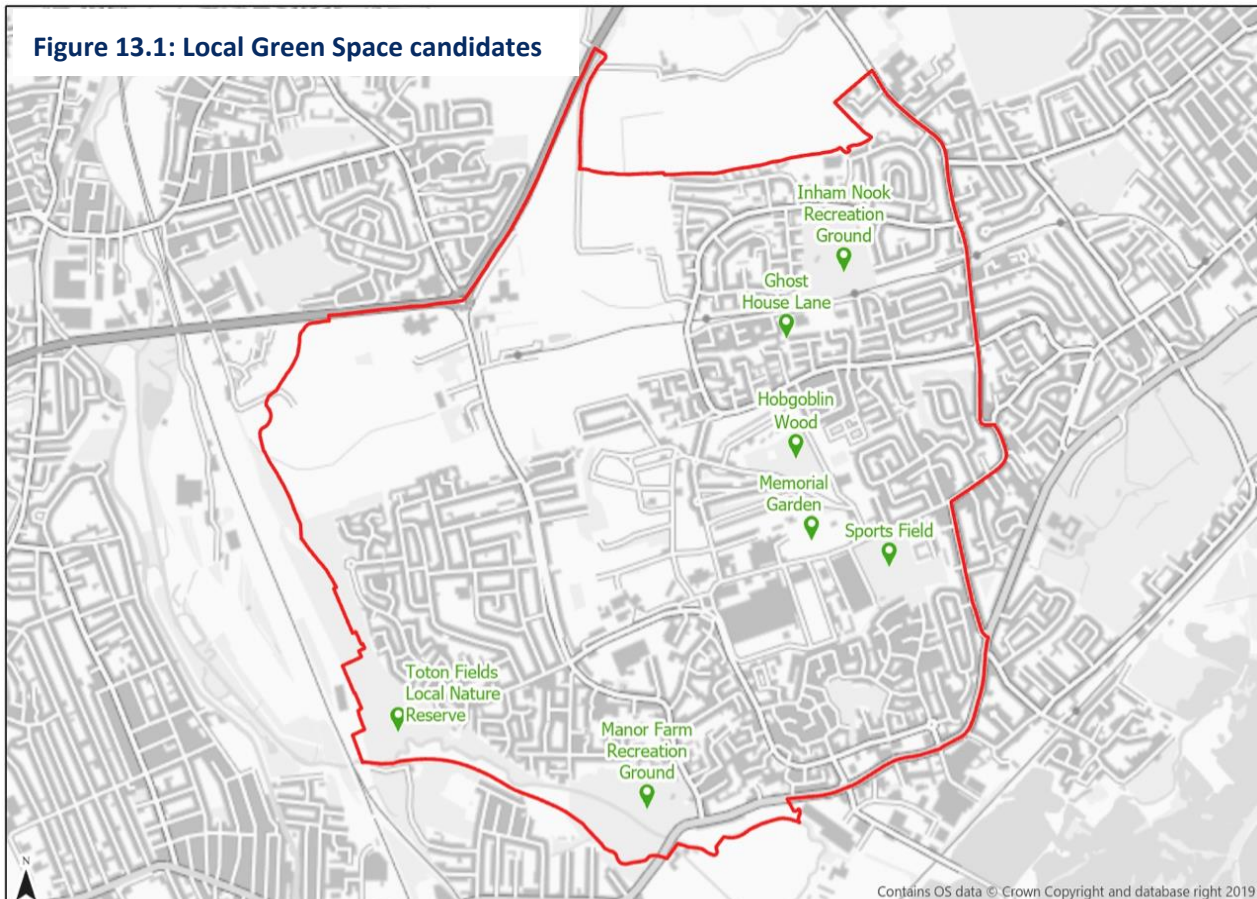 Figure 13.1: Local Green Space candidates
Inham Nook
Recreation
Ground
Ghost
House Lane
Hobgoblin
Wood
Memorial
Garden
Sports Field
Toton Fields
Local Nature
Reserve
Manor Farm
Recreation
Ground
N
Contains OS data © Crown Copyright and database right 2019